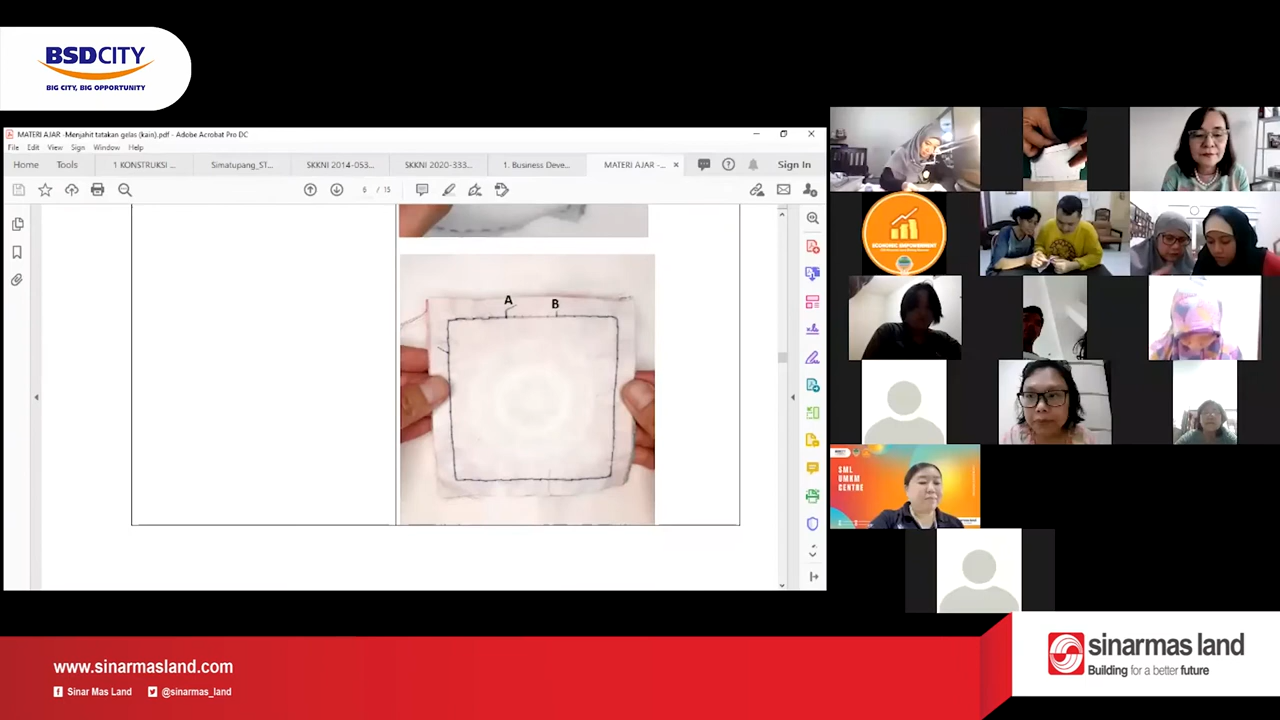 BSDCITY
BIG CITY, BIG OPPORTUNITY
MATERI AJAR -Menjahit tatakan gelas (kain).pdf - Adobe Acrobat Pro DC
File Edit View Sign Window Help
Home Tools 1 KONSTRUKSI ... Simatupang_ST... SKKNI 2014-053... SKKNI 2020-333... 1. Business Deve... MATERI AJAR -... Sign In
/ 15
A B
ECONOMIC EMPOWERMENT
SML
UMKM
CENTRE
www.sinarmasland.com
Sinar Mas Land @sinarmas_land
sinarmas land
Building for a better future